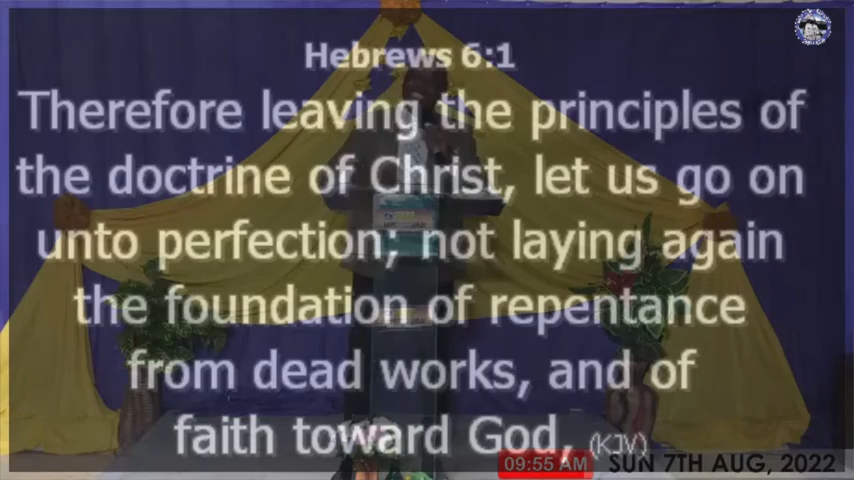 Hebrews 6:1
Therefore leaving the principles of
the doctrine of Christ, let us go on
unto perfection; not laying again
the foundation of repentance
from dead works, and of
faith toward God, (KJV)
09:55 AM SUN 7TH AUG, 2022